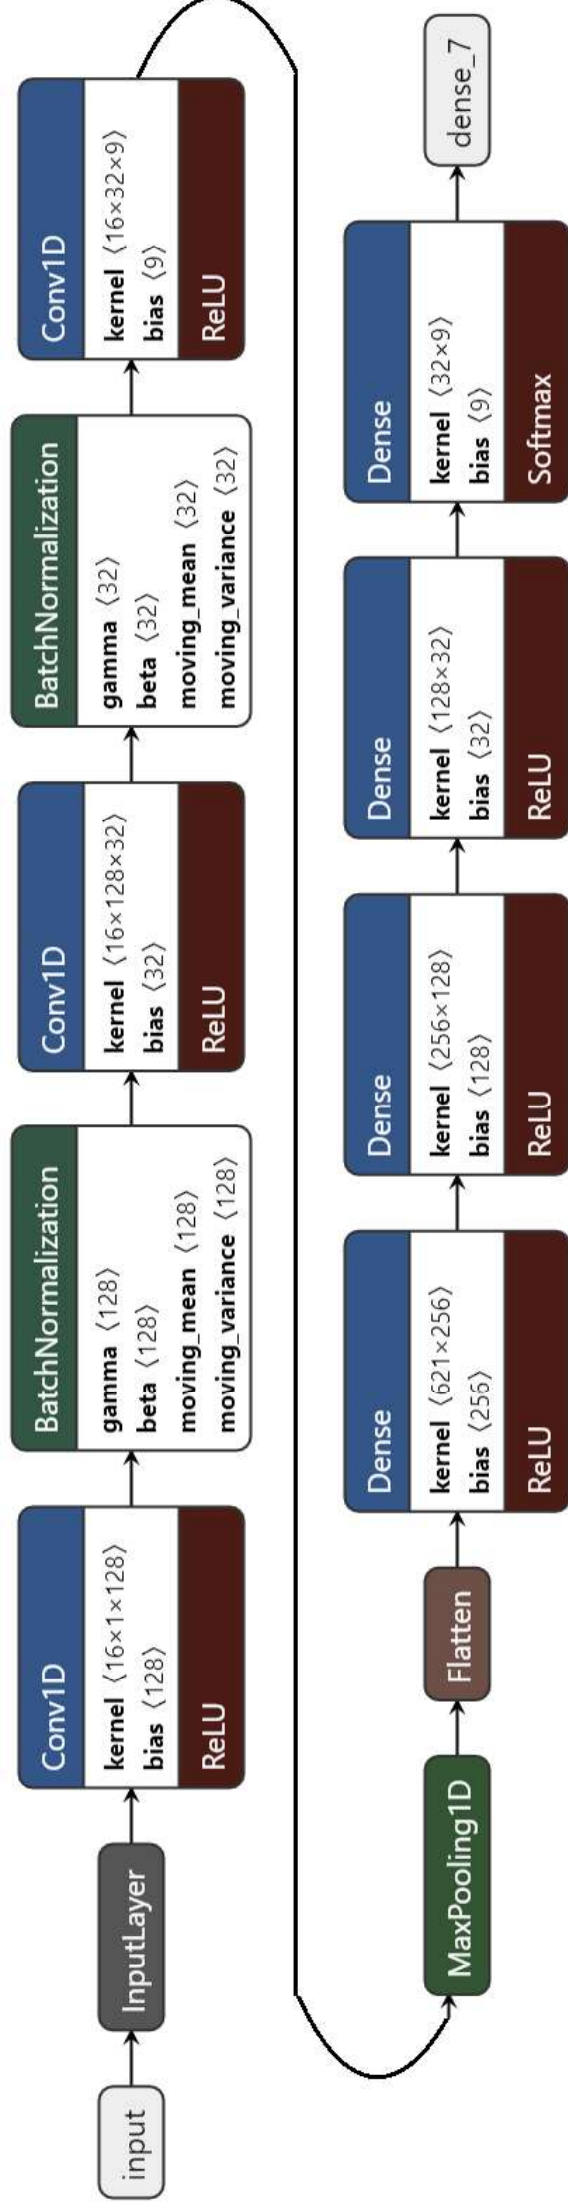 input
InputLayer
Conv1D
kernel ⟨16×1×128⟩
bias ⟨128⟩
ReLU
BatchNormalization
gamma ⟨128⟩
beta ⟨128⟩
moving_mean ⟨128⟩
moving_variance ⟨128⟩
Conv1D
kernel ⟨16×128×32⟩
bias ⟨32⟩
ReLU
BatchNormalization
gamma ⟨32⟩
beta ⟨32⟩
moving_mean ⟨32⟩
moving_variance ⟨32⟩
Conv1D
kernel ⟨16×32×9⟩
bias ⟨9⟩
ReLU
MaxPooling1D
Flatten
Dense
kernel ⟨621×256⟩
bias ⟨256⟩
ReLU
Dense
kernel ⟨256×128⟩
bias ⟨128⟩
ReLU
Dense
kernel ⟨128×32⟩
bias ⟨32⟩
ReLU
Dense
kernel ⟨32×9⟩
bias ⟨9⟩
Softmax
dense_7